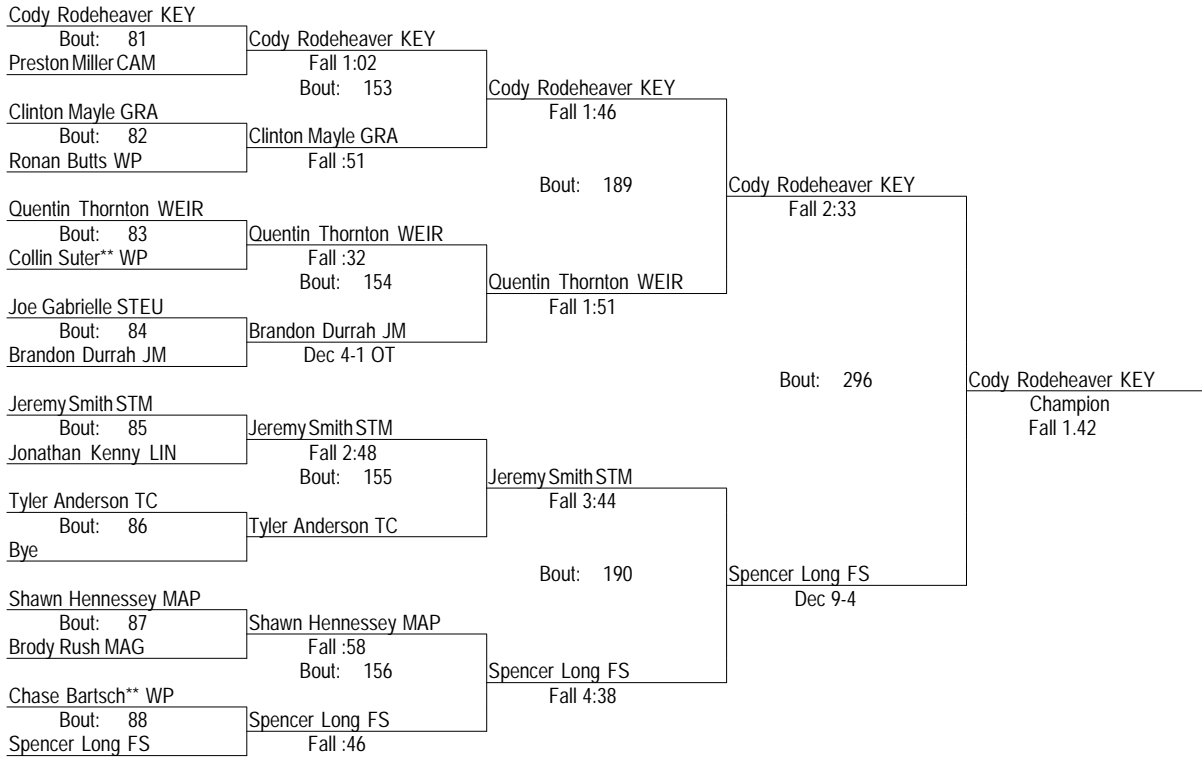 Cody Rodeheaver KEY
Bout: 81
Preston Miller CAM
Clinton Mayle GRA
Bout: 82
Ronan Butts WP
Quentin Thornton WEIR
Bout: 83
Collin Suter** WP
Joe Gabrielle STEU
Bout: 84
Brandon Durrah JM
Jeremy Smith STM
Bout: 85
Jonathan Kenny LIN
Tyler Anderson TC
Bout: 86
Bye
Shawn Hennessey MAP
Bout: 87
Brody Rush MAG
Chase Bartsch** WP
Bout: 88
Spencer Long FS
Cody Rodeheaver KEY
Fall 1:02
Bout: 153
Clinton Mayle GRA
Fall :51
Quentin Thornton WEIR
Fall :32
Bout: 154
Brandon Durrah JM
Dec 4-1 OT
Jeremy Smith STM
Fall 2:48
Bout: 155
Tyler Anderson TC
Shawn Hennessey MAP
Fall :58
Bout: 156
Spencer Long FS
Fall :46
Cody Rodeheaver KEY
Fall 1:46
Bout: 189
Quentin Thornton WEIR
Fall 1:51
Jeremy Smith STM
Fall 3:44
Bout: 190
Spencer Long FS
Fall 4:38
Cody Rodeheaver KEY
Fall 2:33
Bout: 296
Spencer Long FS
Dec 9-4
Cody Rodeheaver KEY
Champion
Fall 1.42